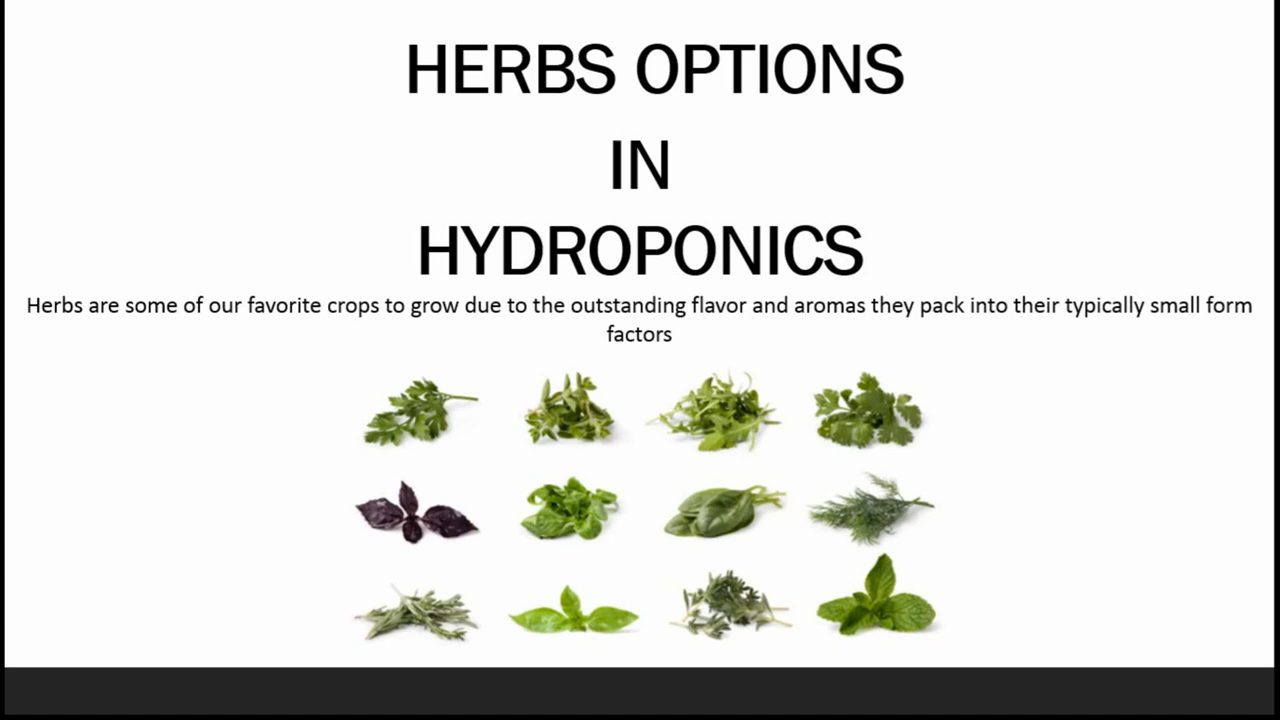 HERBS OPTIONS
IN
HYDROPONICS
Herbs are some of our favorite crops to grow due to the outstanding flavor and aromas they pack into their typically small form
factors